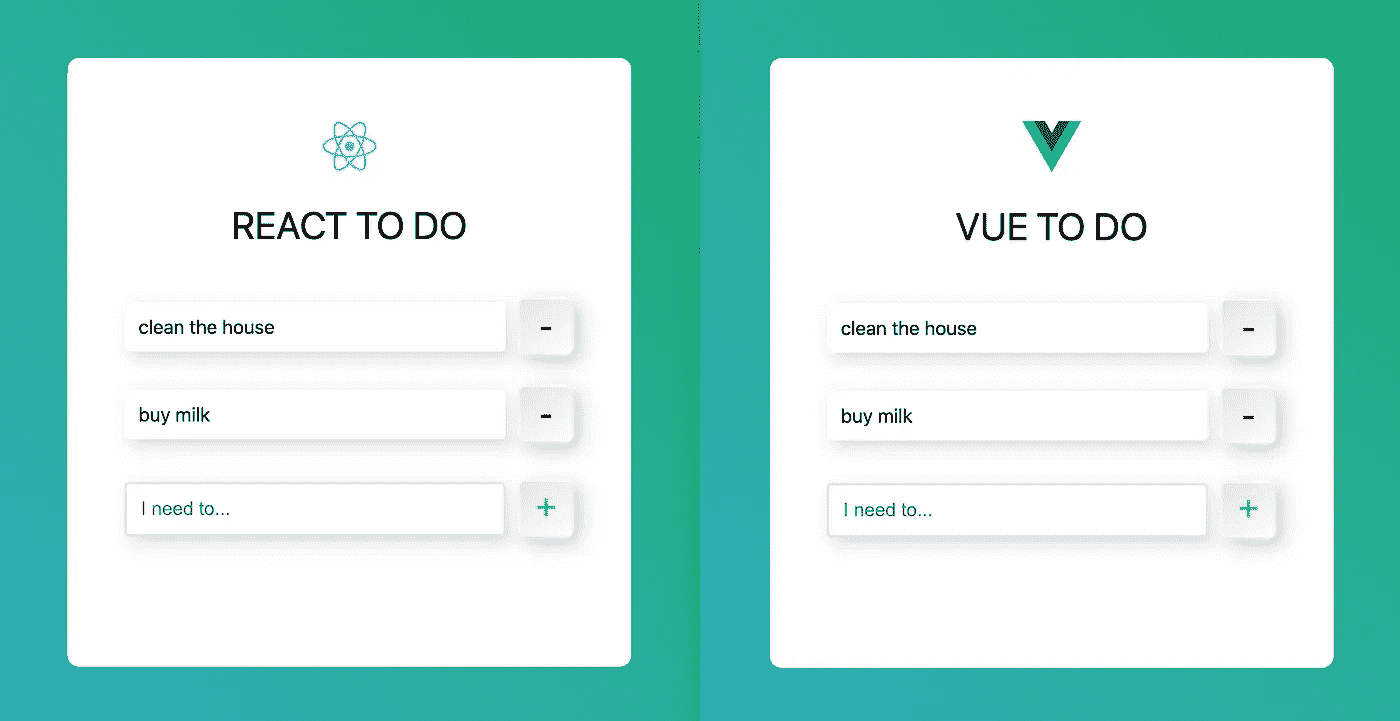 REACT TO DO
clean the house
-
buy milk
-
I need to...
+
VUE TO DO
clean the house
-
buy milk
-
I need to...
+